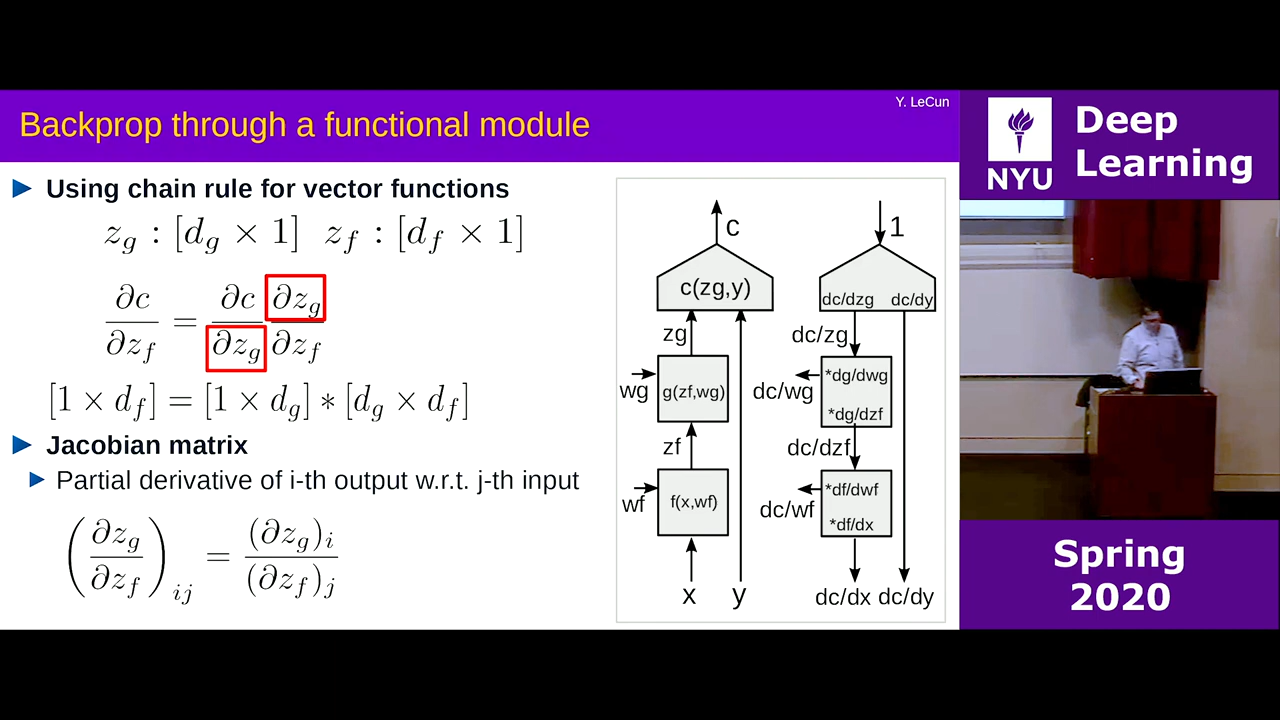 Y. LeCun
Backprop through a functional module
Using chain rule for vector functions
z_g : [d_g × 1] z_f : [d_f × 1]
∂c/∂z_f = ∂c/∂z_g ∂z_g/∂z_f
[1 × d_f] = [1 × d_g] * [d_g × d_f]
Jacobian matrix
Partial derivative of i-th output w.r.t. j-th input
(∂z_g/∂z_f)_ij = (∂z_g)_i/(∂z_f)_j
c
c(zg,y)
zg
wg
g(zf,wg)
zf
wf
f(x,wf)
x y
1
dc/dzg dc/dy
dc/zg
dc/wg
*dg/dwg
*dg/dzf
dc/dzf
dc/wf
*df/dwf
*df/dx
dc/dx dc/dy
NYU
Deep
Learning
Spring
2020